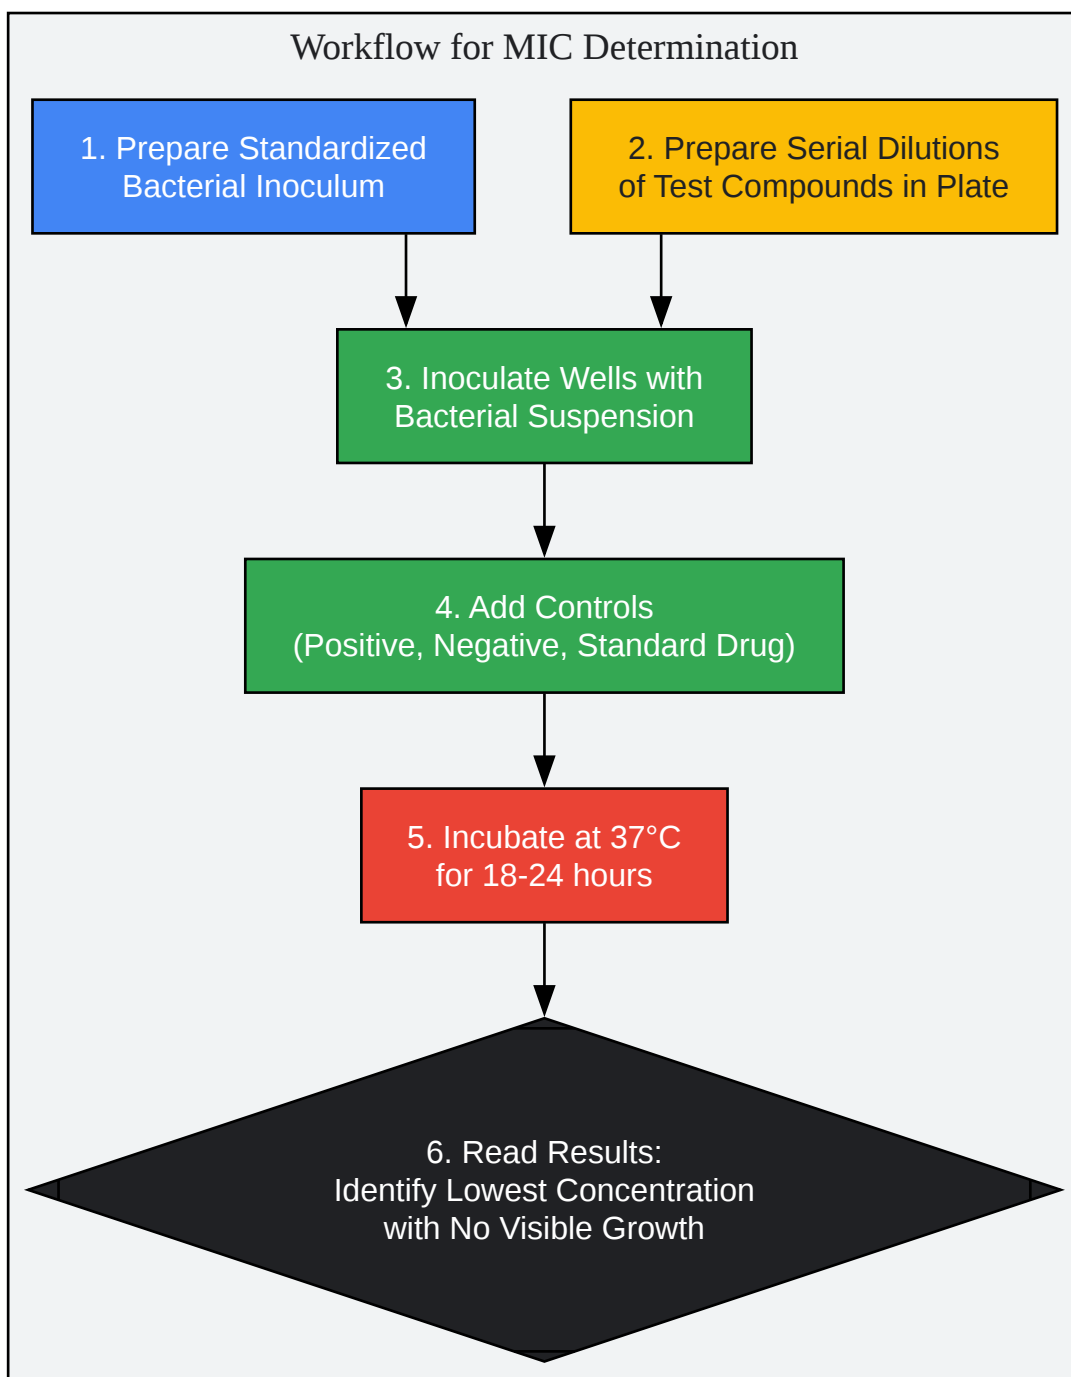 Workflow for MIC Determination
1. Prepare Standardized
Bacterial Inoculum
2. Prepare Serial Dilutions
of Test Compounds in Plate
3. Inoculate Wells with
Bacterial Suspension
4. Add Controls
(Positive, Negative, Standard Drug)
5. Incubate at 37°C
for 18-24 hours
6. Read Results:
Identify Lowest Concentration
with No Visible Growth